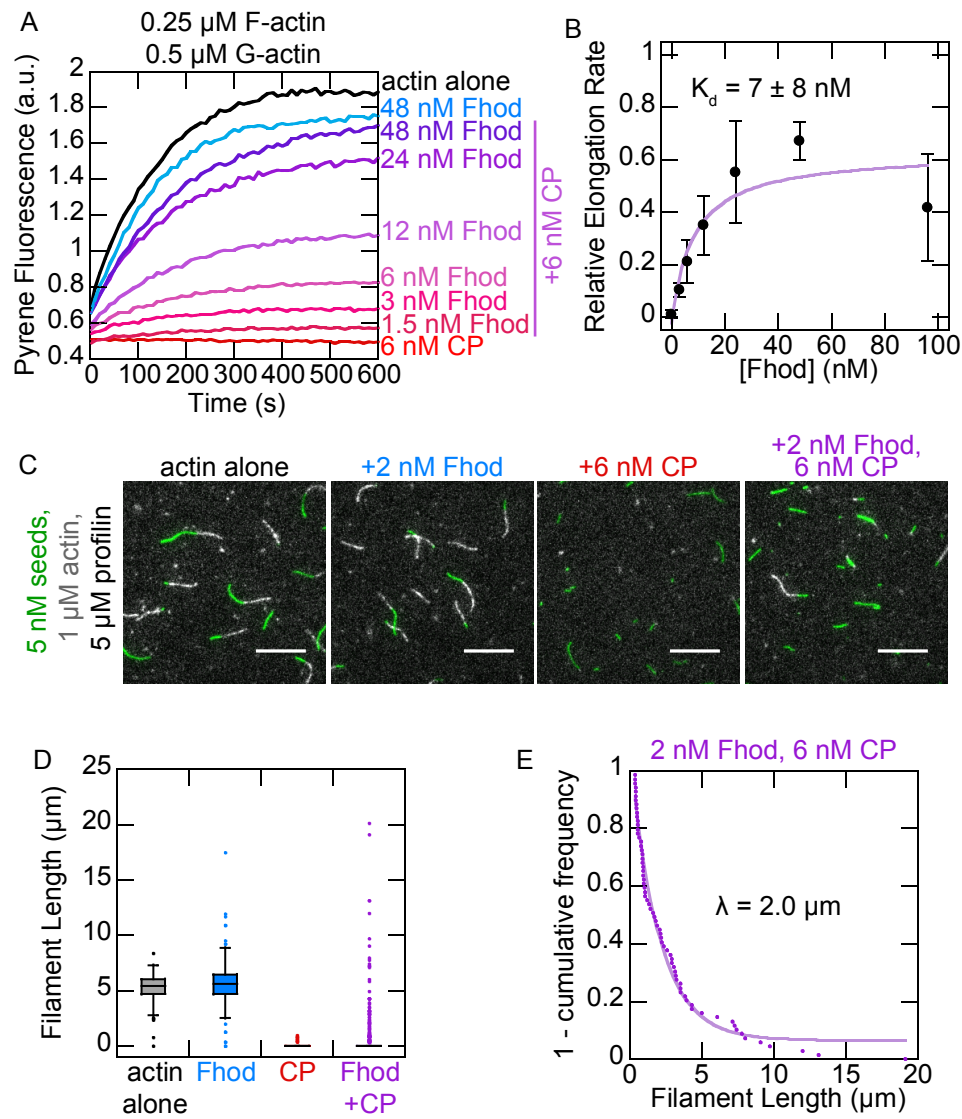 A
0.25 µM F-actin
0.5 µM G-actin
Pyrene Fluorescence (a.u.)
2
1.8
1.6
1.4
1.2
1
0.8
0.6
0.4
0 100 200 300 400 500 600
Time (s)
actin alone
48 nM Fhod
48 nM Fhod
24 nM Fhod
12 nM Fhod
6 nM Fhod
3 nM Fhod
1.5 nM Fhod
6 nM CP
+6 nM CP
B
Relative Elongation Rate
1
0.8
0.6
0.4
0.2
0
Kd = 7 ± 8 nM
0 20 40 60 80 100
[Fhod] (nM)
C
actin alone
+2 nM Fhod
+6 nM CP
+2 nM Fhod,
6 nM CP
5 nM seeds,
1 µM actin,
5 µM profilin
D
Filament Length (µm)
25
20
15
10
5
0
actin
alone
Fhod
CP
Fhod
+CP
E
2 nM Fhod, 6 nM CP
1 - cumulative frequency
1
0.8
0.6
0.4
0.2
0
λ = 2.0 µm
0 5 10 15 20
Filament Length (µm)